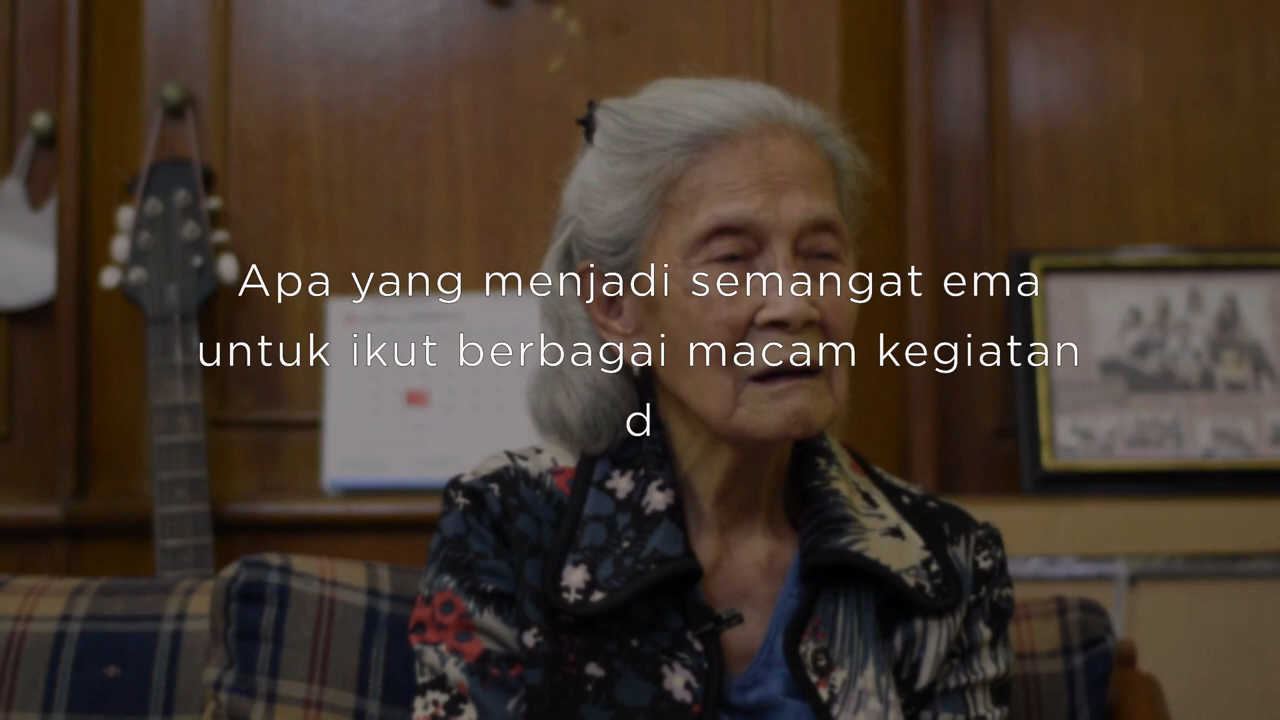 Apa yang menjadi semangat ema
untuk ikut berbagai macam kegiatan
d